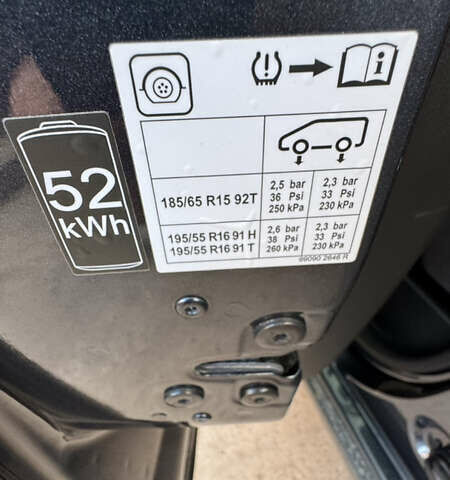 52
kWh
185/65 R15 92T
2,5 bar
36 Psi
250 kPa
2,3 bar
33 Psi
230 kPa
195/55 R16 91 H
195/55 R16 91 T
2,6 bar
38 Psi
260 kPa
2,3 bar
33 Psi
230 kPa
99090 2646 R